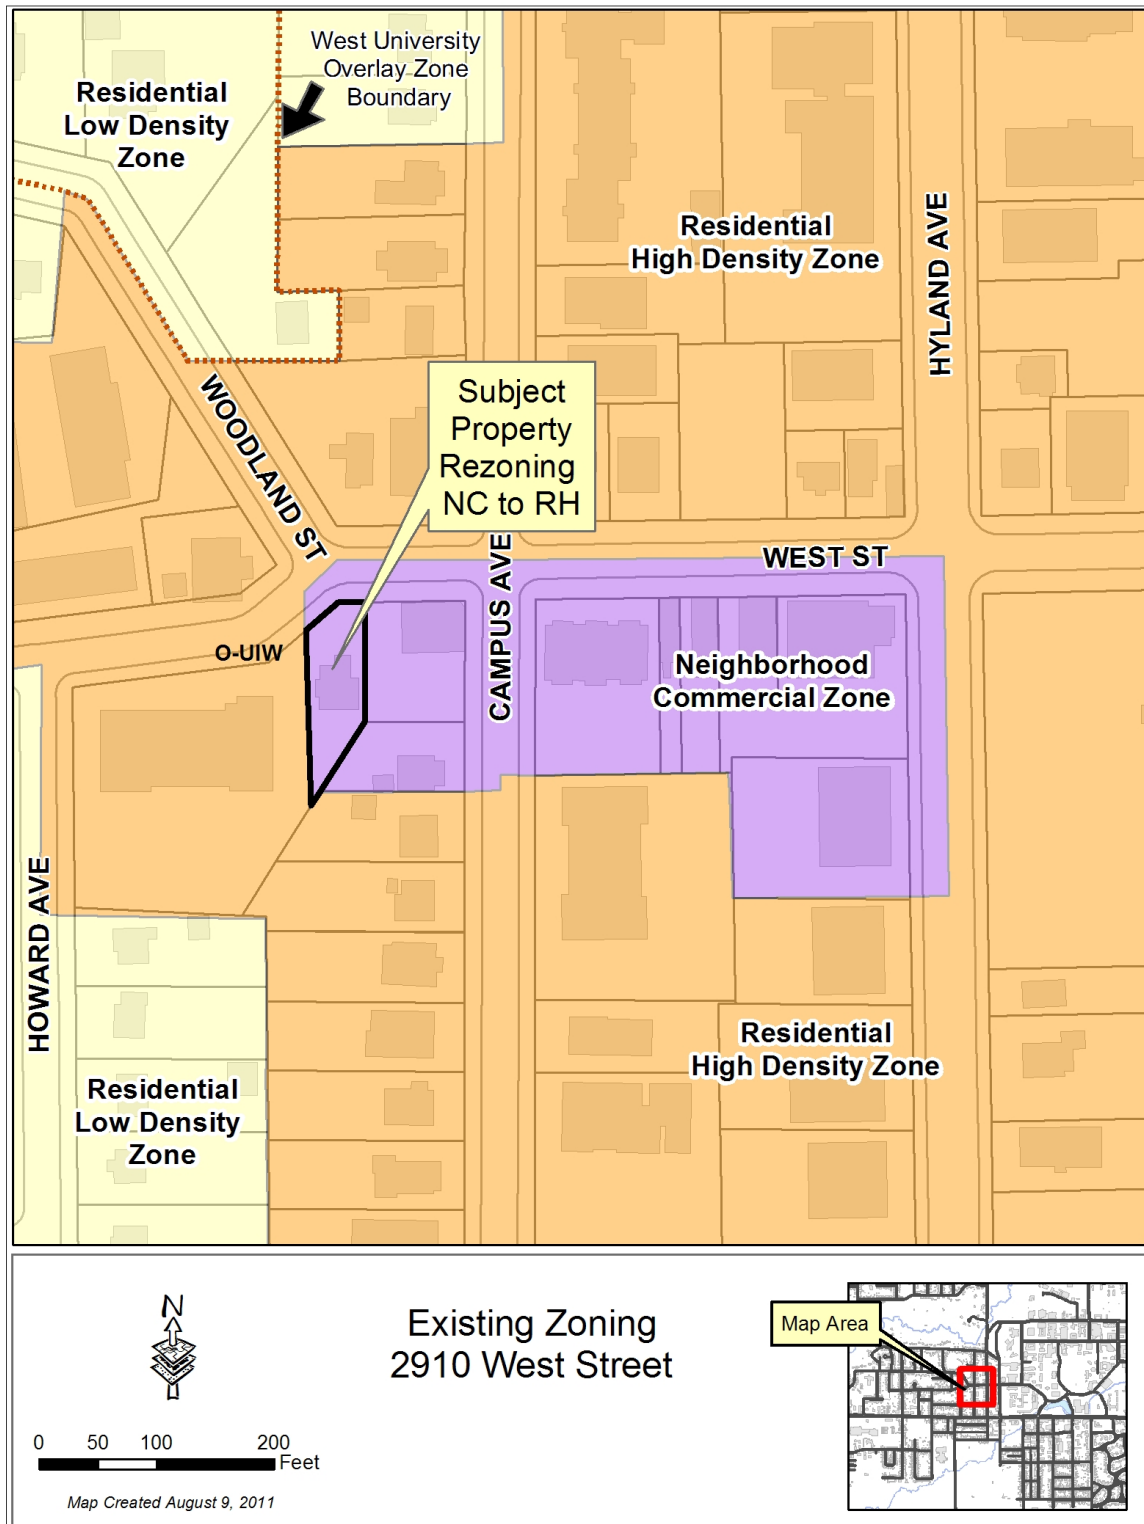 West University
Overlay Zone
Boundary
Residential
Low Density
Zone
Residential
High Density Zone
HYLAND AVE
Subject
Property
Rezoning
NC to RH
WOODLAND ST
WEST ST
CAMPUS AVE
O-UIW
Neighborhood
Commercial Zone
HOWARD AVE
Residential
High Density Zone
Residential
Low Density
Zone
N
Existing Zoning
2910 West Street
Map Area
0 50 100 200
Feet
Map Created August 9, 2011